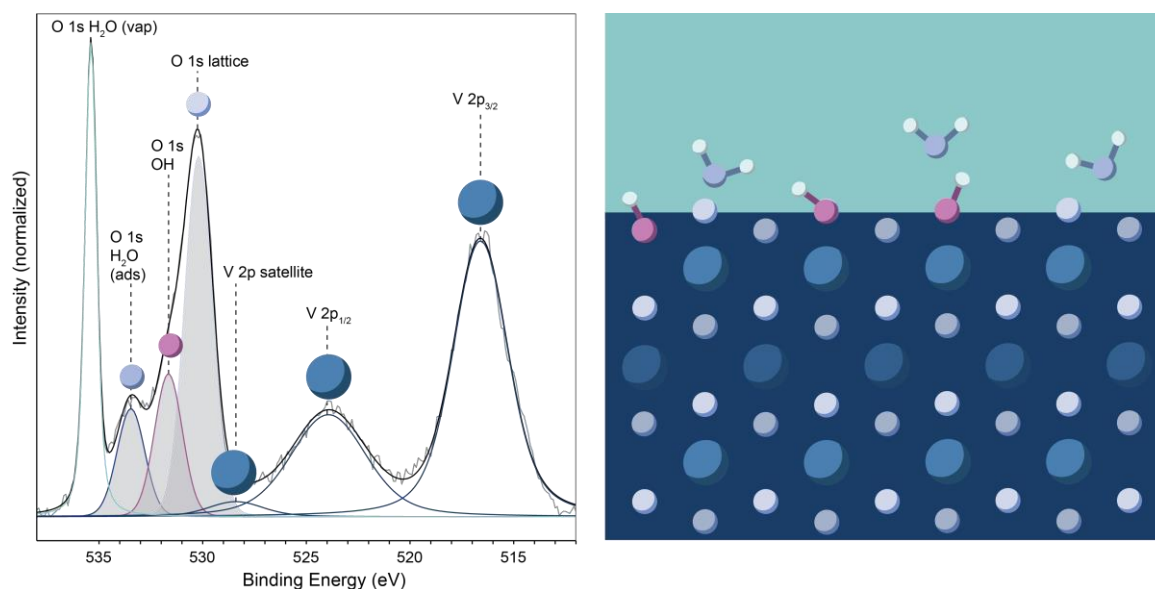 O 1s H₂O (vap)
O 1s lattice
V 2p₃/₂
O 1s
OH
O 1s
H₂O
(ads)
V 2p satellite
V 2p₁/₂
Intensity (normalized)
535
530
525
520
515
Binding Energy (eV)